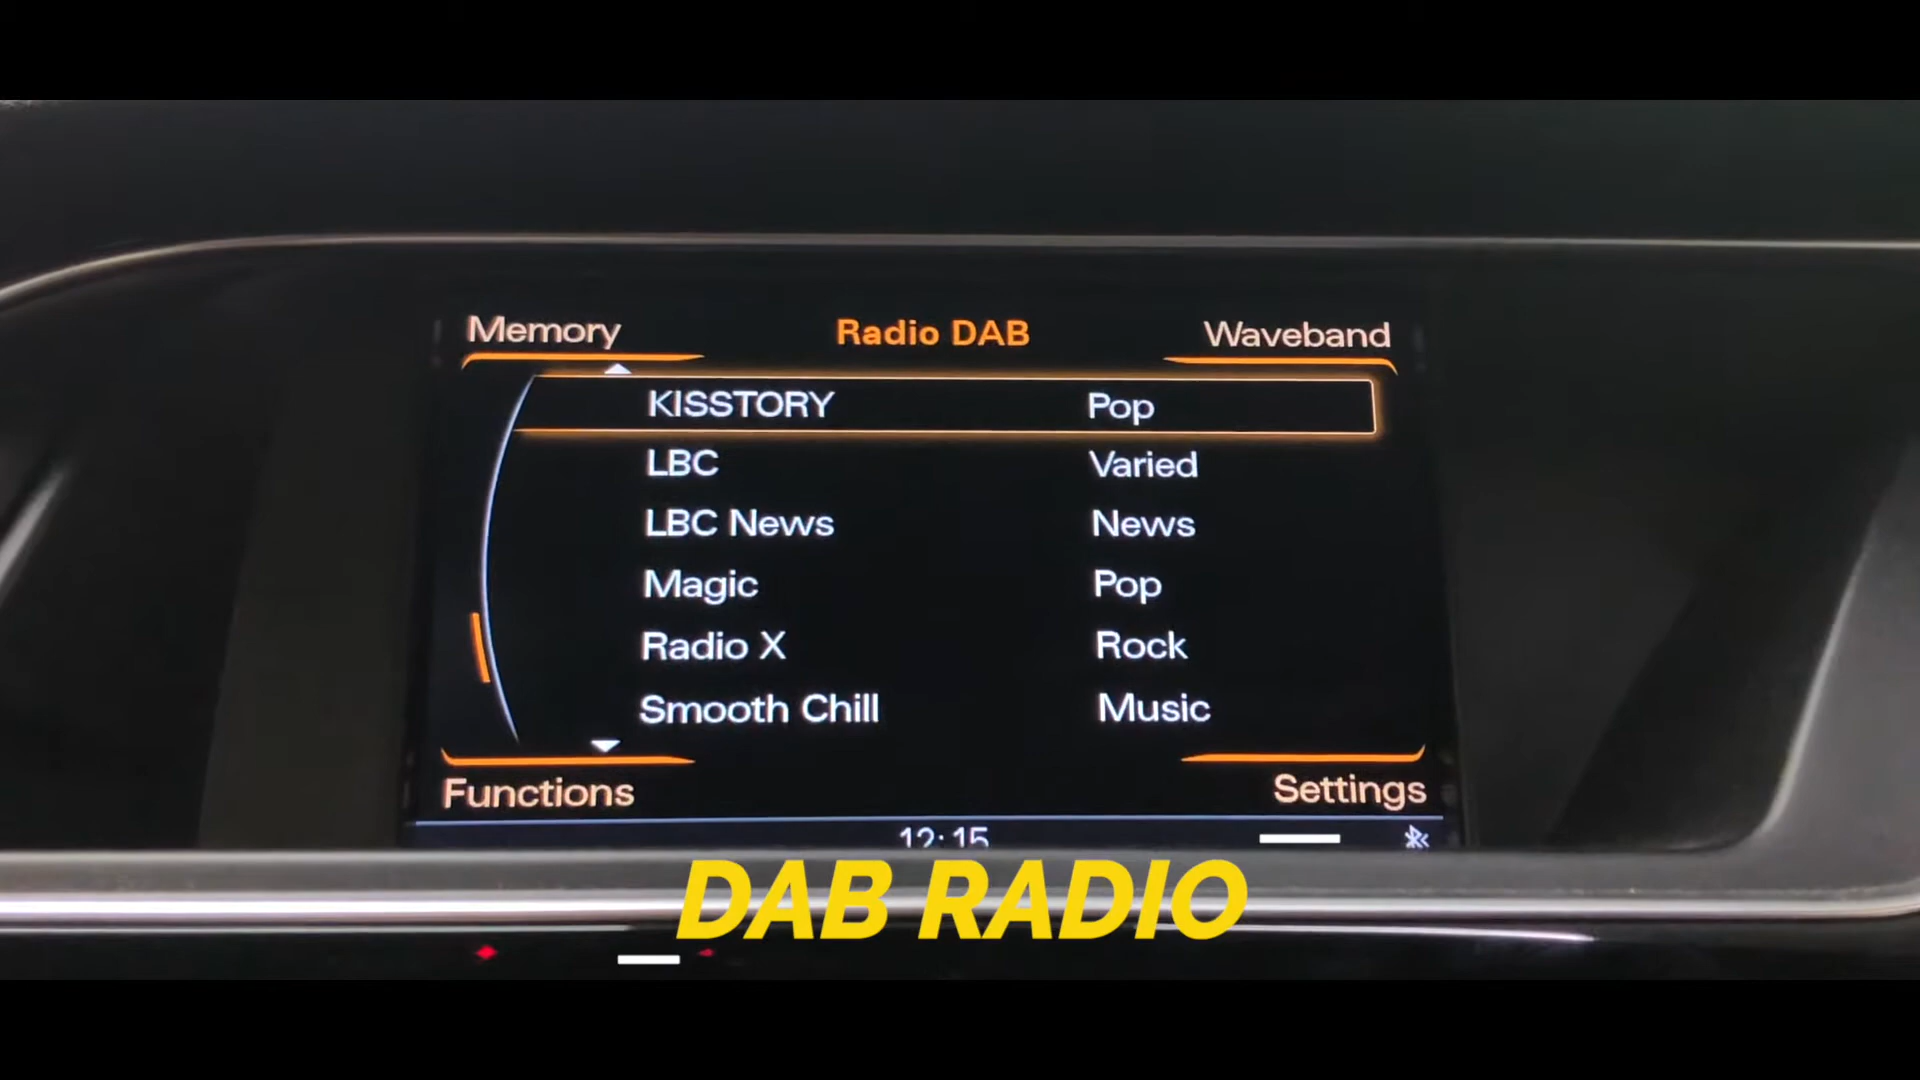 Memory Radio DAB Waveband
KISSTORY Pop
LBC Varied
LBC News News
Magic Pop
Radio X Rock
Smooth Chill Music
Functions Settings
12:15
DAB RADIO